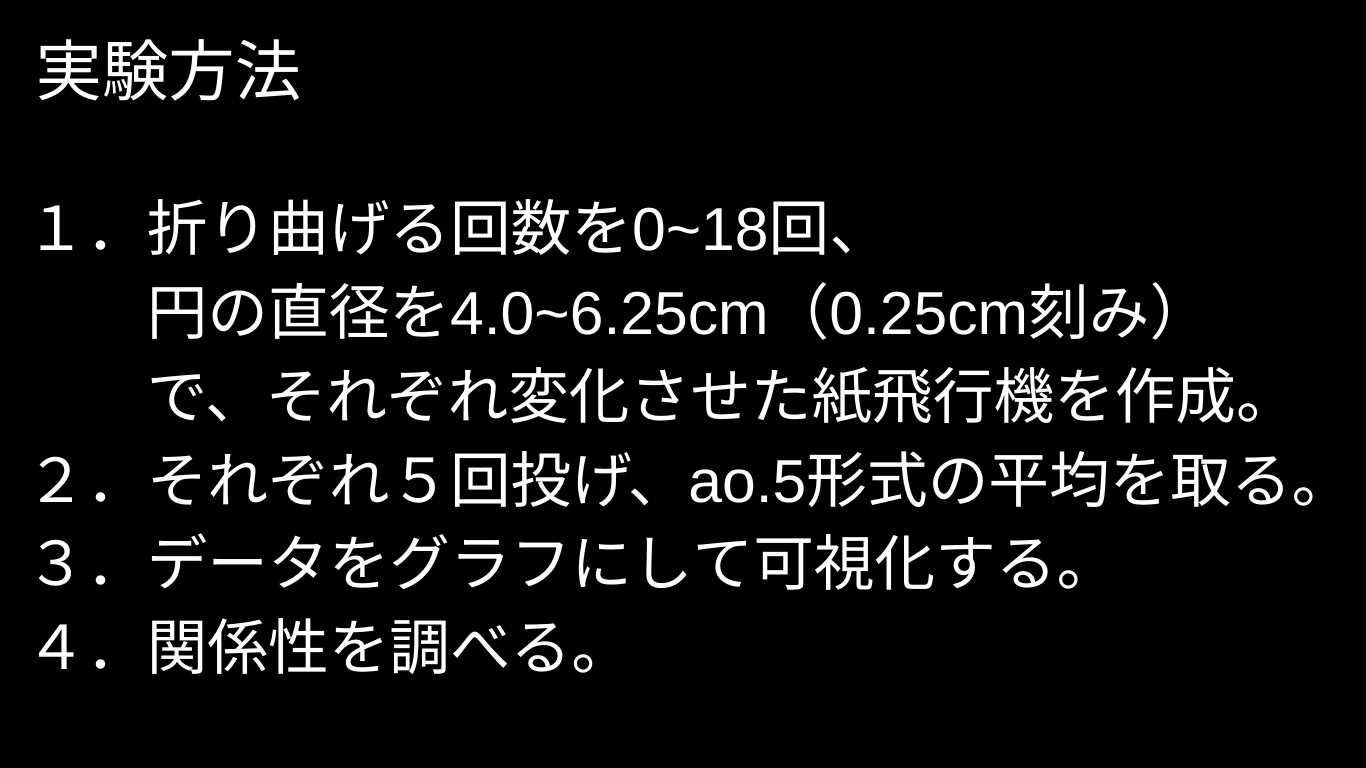 実験方法
１．折り曲げる回数を0~18回、
円の直径を4.0~6.25cm（0.25cm刻み）
で、それぞれ変化させた紙飛行機を作成。
２．それぞれ５回投げ、ao.5形式の平均を取る。
３．データをグラフにして可視化する。
４．関係性を調べる。